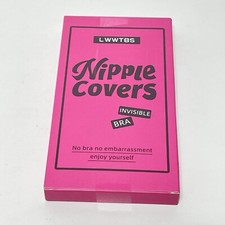 LWWTBS
Nipple
Covers
INVISIBLE
BRA
No bra no embarrassment
enjoy yourself